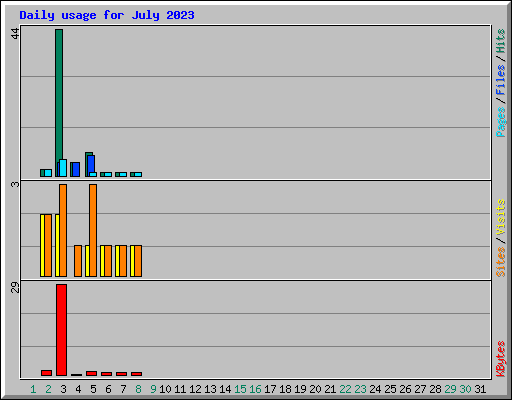 Daily usage for July 2023
44
3
29
Pages / Files / Hits
Sites / Visits
KBytes
1 2 3 4 5 6 7 8 9 10 11 12 13 14 15 16 17 18 19 20 21 22 23 24 25 26 27 28 29 30 31